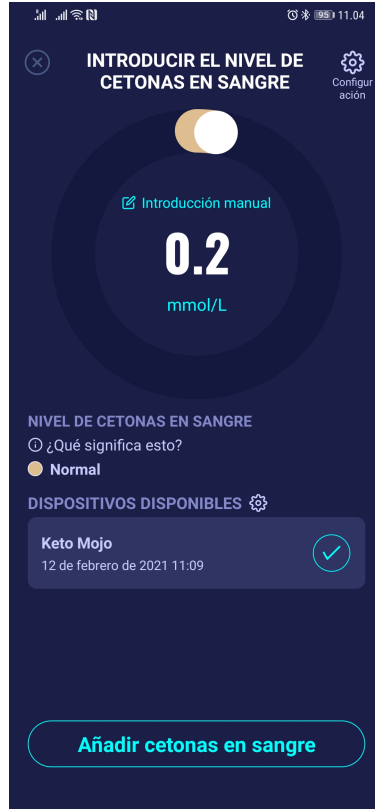 95 11.04
INTRODUCIR EL NIVEL DE
CETONAS EN SANGRE
Configur
ación
Introducción manual
0.2
mmol/L
NIVEL DE CETONAS EN SANGRE
¿Qué significa esto?
Normal
DISPOSITIVOS DISPONIBLES
Keto Mojo
12 de febrero de 2021 11:09
Añadir cetonas en sangre